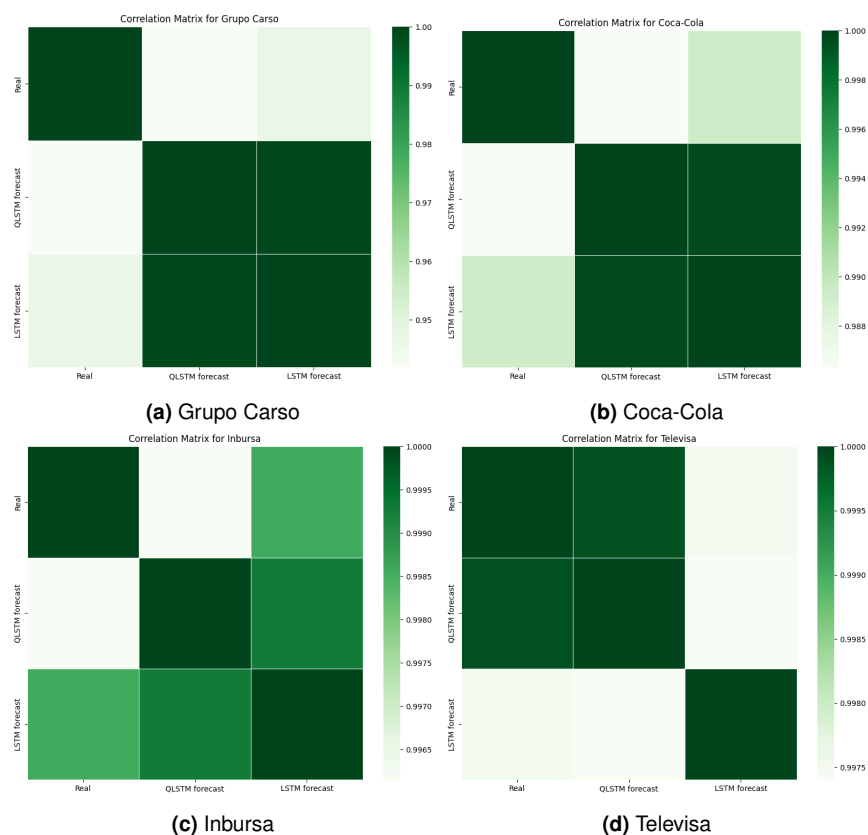 Correlation Matrix for Grupo Carso
Real
QLSTM forecast
LSTM forecast
Real QLSTM forecast LSTM forecast
1.00
0.99
0.98
0.97
0.96
0.95
(a) Grupo Carso
Correlation Matrix for Coca-Cola
Real
QLSTM forecast
LSTM forecast
Real QLSTM forecast LSTM forecast
1.000
0.998
0.996
0.994
0.992
0.990
0.988
(b) Coca-Cola
Correlation Matrix for Inbursa
Real
QLSTM forecast
LSTM forecast
Real QLSTM forecast LSTM forecast
1.0000
0.9995
0.9990
0.9985
0.9980
0.9975
0.9970
0.9965
(c) Inbursa
Correlation Matrix for Televisa
Real
QLSTM forecast
LSTM forecast
Real QLSTM forecast LSTM forecast
1.0000
0.9995
0.9990
0.9985
0.9980
0.9975
(d) Televisa